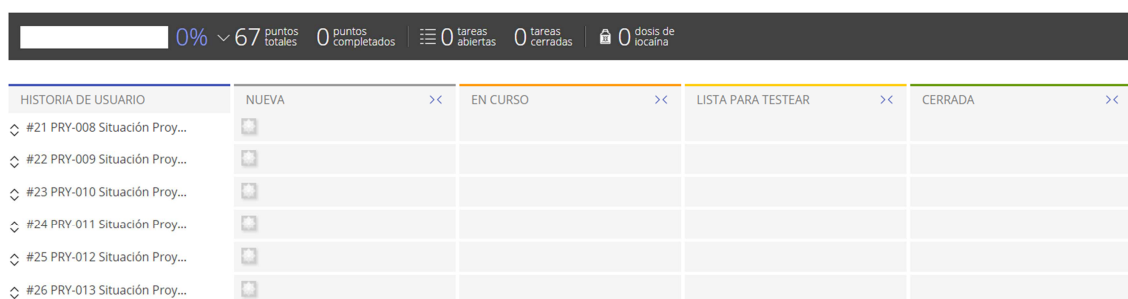 0% 67 puntos totales 0 puntos completados 0 tareas abiertas 0 tareas cerradas 0 dosis de iocaína
HISTORIA DE USUARIO NUEVA EN CURSO LISTA PARA TESTEAR CERRADA
#21 PRY-008 Situación Proy...
#22 PRY-009 Situación Proy...
#23 PRY-010 Situación Proy...
#24 PRY-011 Situación Proy...
#25 PRY-012 Situación Proy...
#26 PRY-013 Situación Proy...